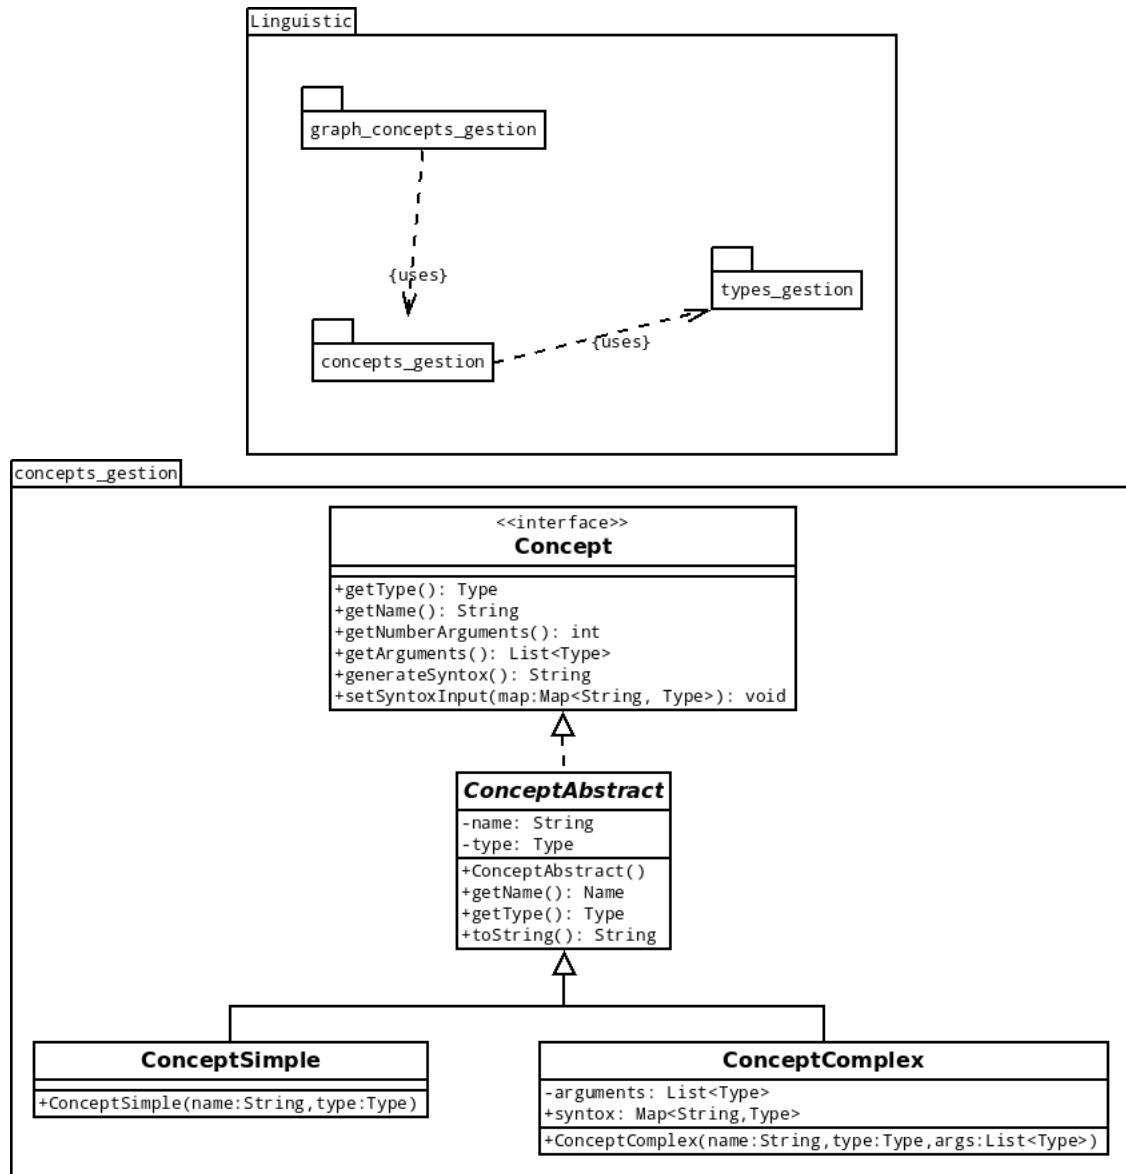 Linguistic
graph_concepts_gestion
{uses}
types_gestion
{uses}
concepts_gestion
concepts_gestion
<<interface>>
Concept
+getType(): Type
+getName(): String
+getNumberArguments(): int
+getArguments(): List<Type>
+generateSyntox(): String
+setSyntoxInput(map:Map<String, Type>): void
ConceptAbstract
-name: String
-type: Type
+ConceptAbstract()
+getName(): Name
+getType(): Type
+toString(): String
ConceptSimple
+ConceptSimple(name:String,type:Type)
ConceptComplex
-arguments: List<Type>
+syntox: Map<String,Type>
+ConceptComplex(name:String,type:Type,args:List<Type>)